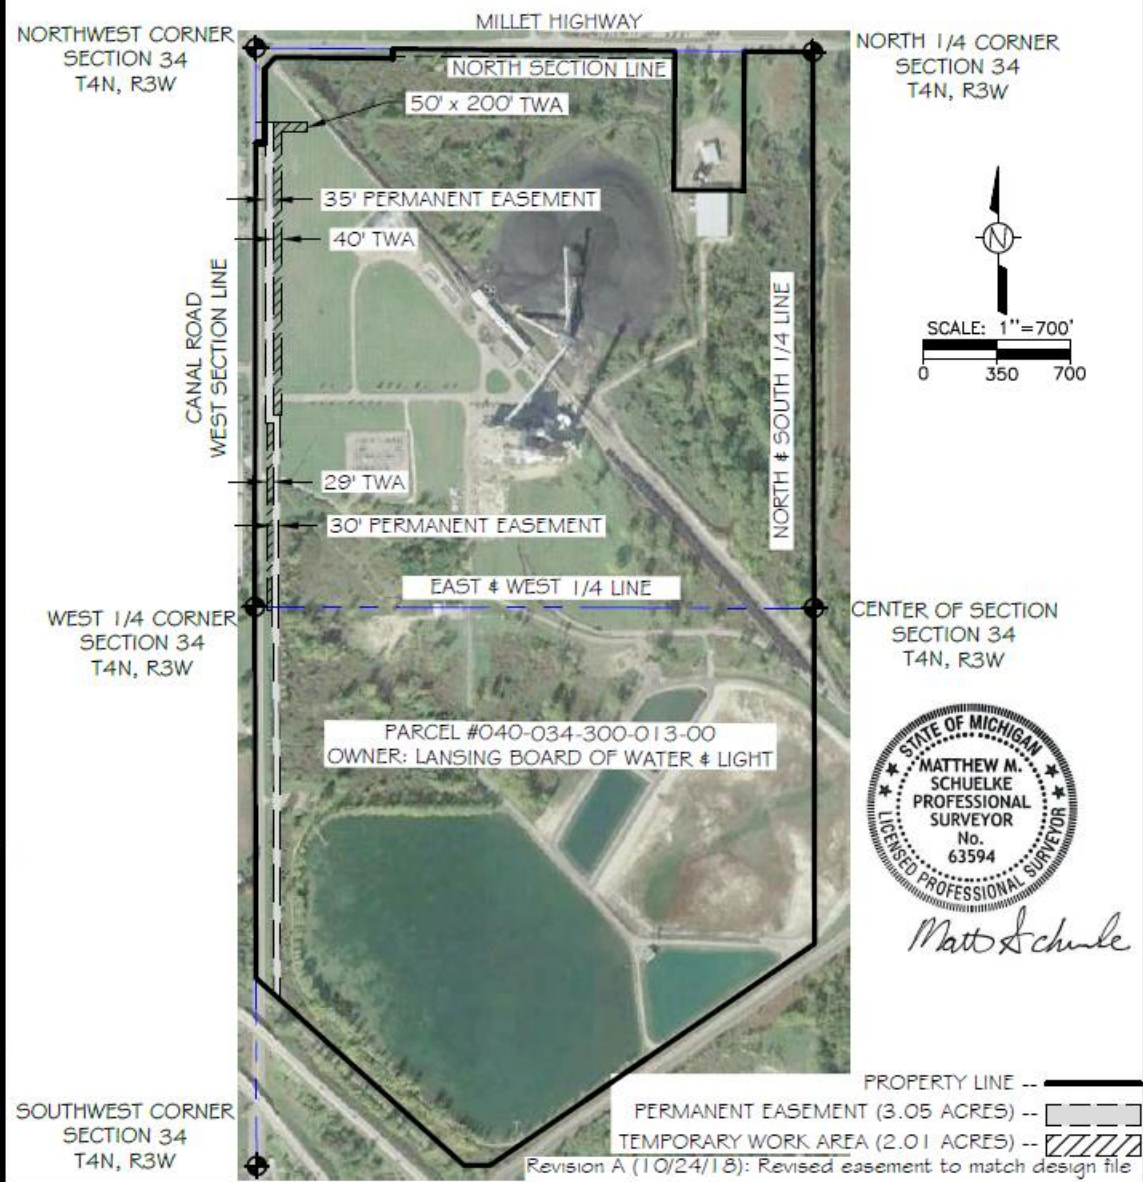 MILLET HIGHWAY
NORTHWEST CORNER
SECTION 34
T4N, R3W
NORTH 1/4 CORNER
SECTION 34
T4N, R3W
NORTH SECTION LINE
50' x 200' TWA
35' PERMANENT EASEMENT
40' TWA
CANAL ROAD
WEST SECTION LINE
NORTH & SOUTH 1/4 LINE
N
SCALE: 1"=700'
0 350 700
29' TWA
30' PERMANENT EASEMENT
EAST & WEST 1/4 LINE
WEST 1/4 CORNER
SECTION 34
T4N, R3W
CENTER OF SECTION
SECTION 34
T4N, R3W
PARCEL #040-034-300-013-00
OWNER: LANSING BOARD OF WATER & LIGHT
STATE OF MICHIGAN
MATTHEW M.
SCHUELKE
PROFESSIONAL
SURVEYOR
No.
63594
LICENSED PROFESSIONAL SURVEYOR
Matt Schuelke
SOUTHWEST CORNER
SECTION 34
T4N, R3W
PROPERTY LINE --
PERMANENT EASEMENT (3.05 ACRES) --
TEMPORARY WORK AREA (2.01 ACRES) --
Revision A (10/24/18): Revised easement to match design file